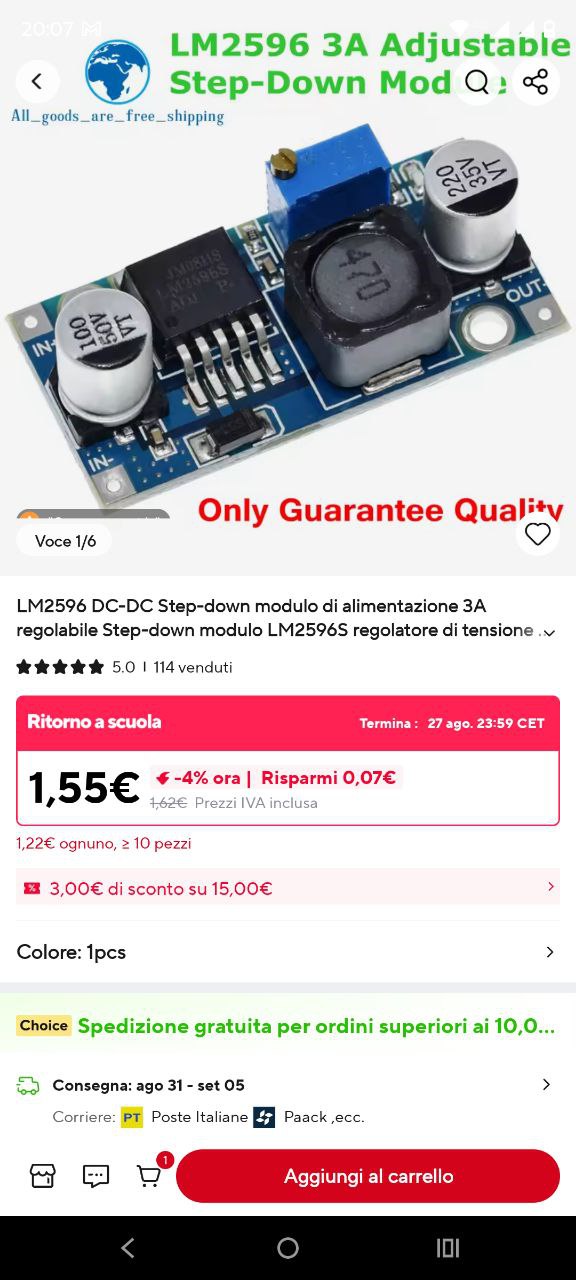 20:07
LM2596 3A Adjustable
Step-Down Mod e
All_goods_are_free_shipping
220
35V
VT
470
LM2596S
P+
100
50V
VT
IN+
IN-
OUT-
Only Guarantee Quality
Voce 1/6
LM2596 DC-DC Step-down modulo di alimentazione 3A
regolabile Step-down modulo LM2596S regolatore di tensione ...
5.0 | 114 venduti
Ritorno a scuola
Termina : 27 ago. 23:59 CET
1,55€
-4% ora | Risparmi 0,07€
1,62€ Prezzi IVA inclusa
1,22€ ognuno, ≥ 10 pezzi
3,00€ di sconto su 15,00€
Colore: 1pcs
Choice Spedizione gratuita per ordini superiori ai 10,0...
Consegna: ago 31 - set 05
Corriere: PT Poste Italiane Paack ,ecc.
1
Aggiungi al carrello